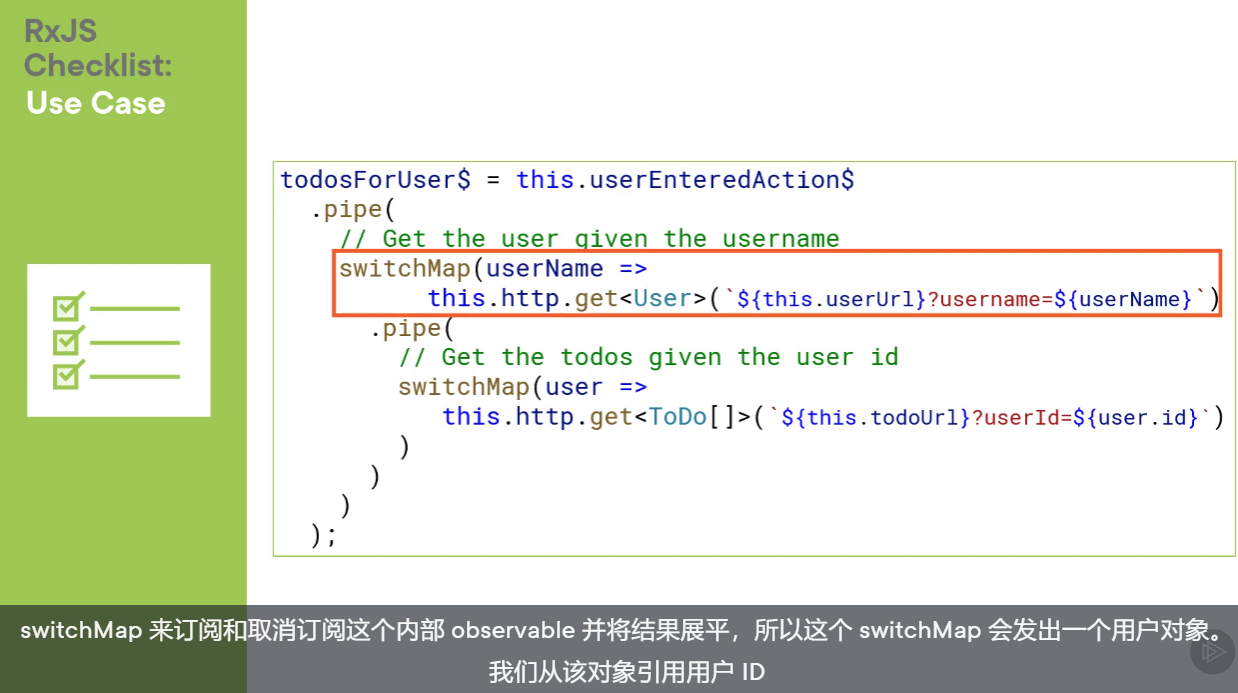 RxJS
Checklist:
Use Case
todosForUser$ = this.userEnteredAction$
.pipe(
// Get the user given the username
switchMap(userName =>
this.http.get<User>(`${this.userUrl}?username=${userName}`)
.pipe(
// Get the todos given the user id
switchMap(user =>
this.http.get<ToDo[]>(`${this.todoUrl}?userId=${user.id}`)
)
)
)
);
switchMap 来订阅和取消订阅这个内部 observable 并将结果展平，所以这个 switchMap 会发出一个用户对象。
我们从该对象引用用户 ID